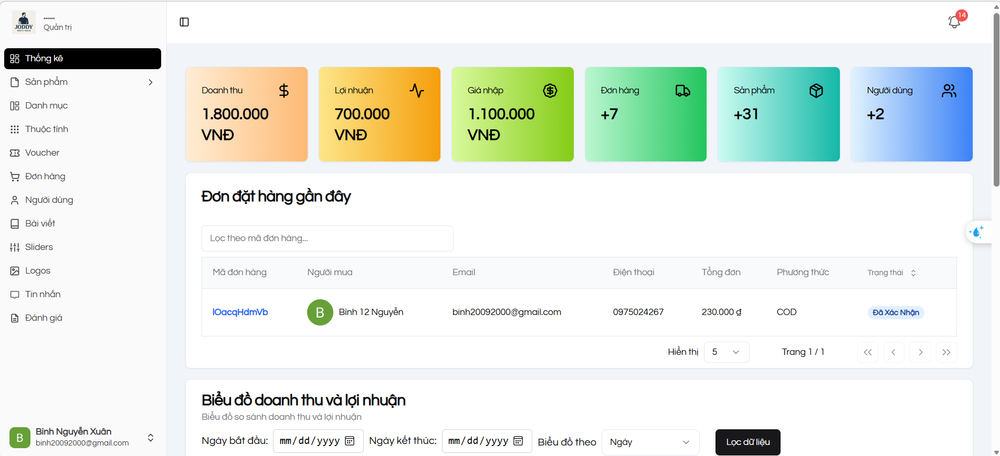 JODDY
MEN'S WEAR
Quản trị
14
Thống kê
Sản phẩm
Danh mục
Thuộc tính
Voucher
Đơn hàng
Người dùng
Bài viết
Sliders
Logos
Tin nhắn
Đánh giá
B
Bình Nguyễn Xuân
binh20092000@gmail.com
Doanh thu
1.800.000
VNĐ
Lợi nhuận
700.000
VNĐ
Giá nhập
1.100.000
VNĐ
Đơn hàng
+7
Sản phẩm
+31
Người dùng
+2
Đơn đặt hàng gần đây
Lọc theo mã đơn hàng...
Mã đơn hàng Người mua Email Điện thoại Tổng đơn Phương thức Trạng thái
lOacqHdmVb B Bình 12 Nguyễn binh20092000@gmail.com 0975024267 230.000 ₫ COD Đã Xác Nhận
Hiển thị 5 Trang 1 / 1
Biểu đồ doanh thu và lợi nhuận
Biểu đồ so sánh doanh thu và lợi nhuận
Ngày bắt đầu: mm/dd/yyyy Ngày kết thúc: mm/dd/yyyy Biểu đồ theo Ngày Lọc dữ liệu